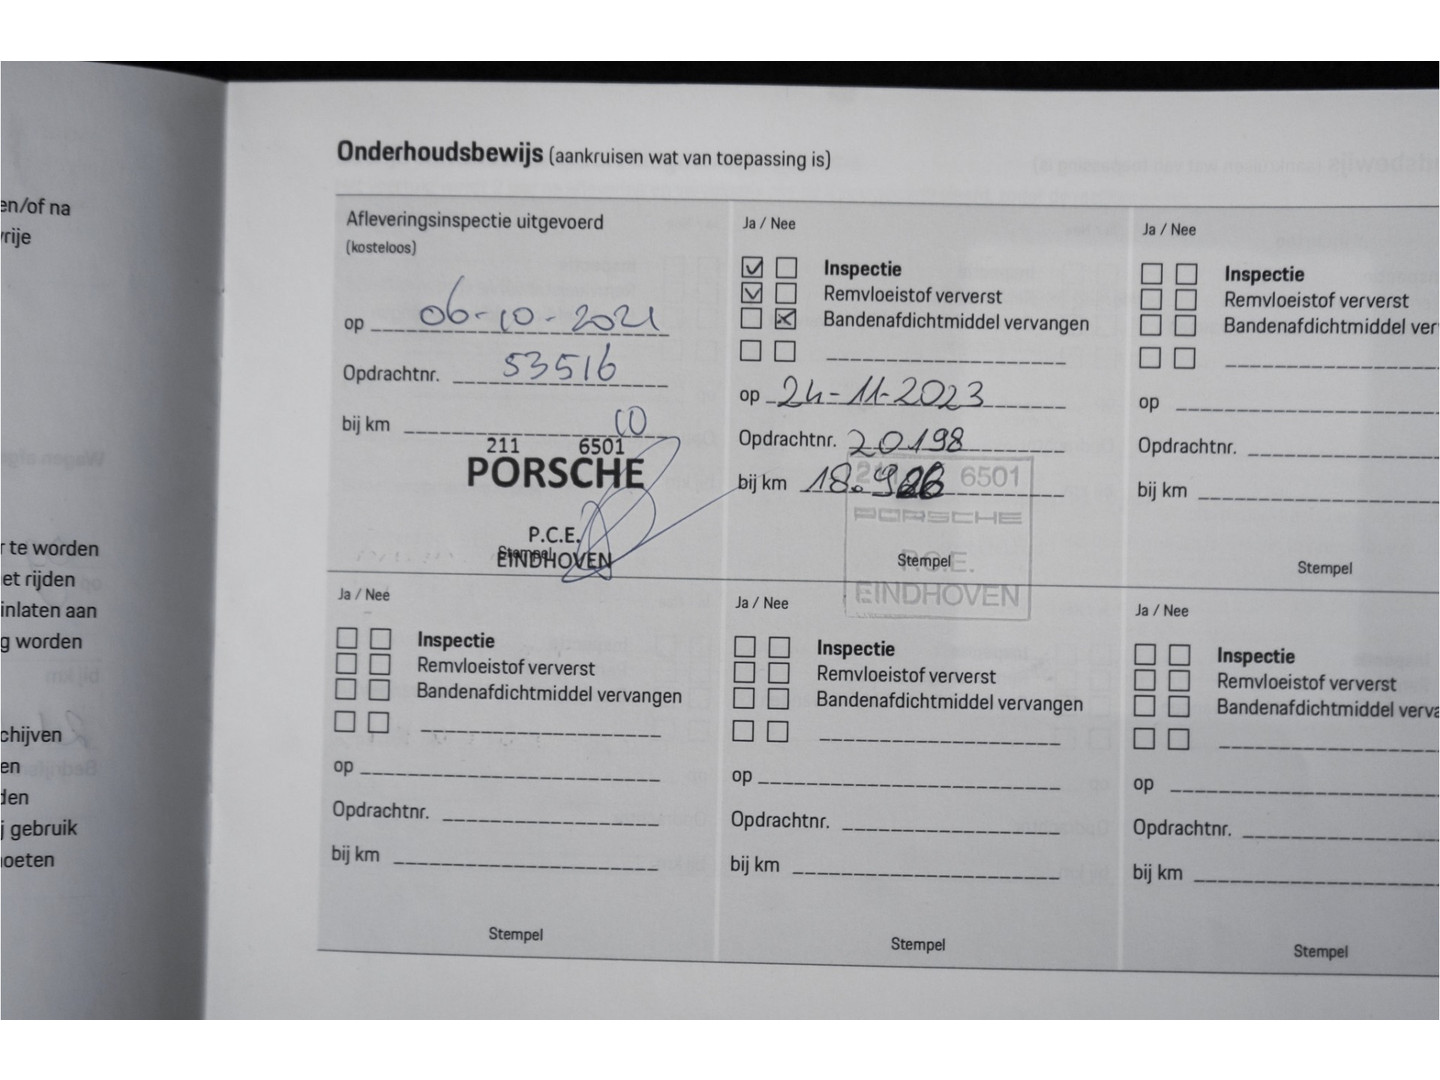 en/of na
rije
r te worden
et rijden
inlaten aan
g worden
chijven
en
den
j gebruik
oeten
Onderhoudsbewijs (aankruisen wat van toepassing is)
Afleveringsinspectie uitgevoerd
(kosteloos)
op 06-10-2021
Opdrachtnr. 53516
bij km 10
211 6501
PORSCHE
P.C.E.
Stempel
EINDHOVEN
Ja / Nee
Inspectie
Remvloeistof ververst
Bandenafdichtmiddel vervangen
op 24-11-2023
Opdrachtnr. 20198
bij km
6501
PORSCHE
P.C.E.
Stempel
EINDHOVEN
Ja / Nee
Inspectie
Remvloeistof ververst
Bandenafdichtmiddel ver
op
Opdrachtnr.
bij km
Stempel
Ja / Nee
Inspectie
Remvloeistof ververst
Bandenafdichtmiddel vervangen
op
Opdrachtnr.
bij km
Stempel
Ja / Nee
Inspectie
Remvloeistof ververst
Bandenafdichtmiddel vervangen
op
Opdrachtnr.
bij km
Stempel
Ja / Nee
Inspectie
Remvloeistof ververst
Bandenafdichtmiddel verva
op
Opdrachtnr.
bij km
Stempel